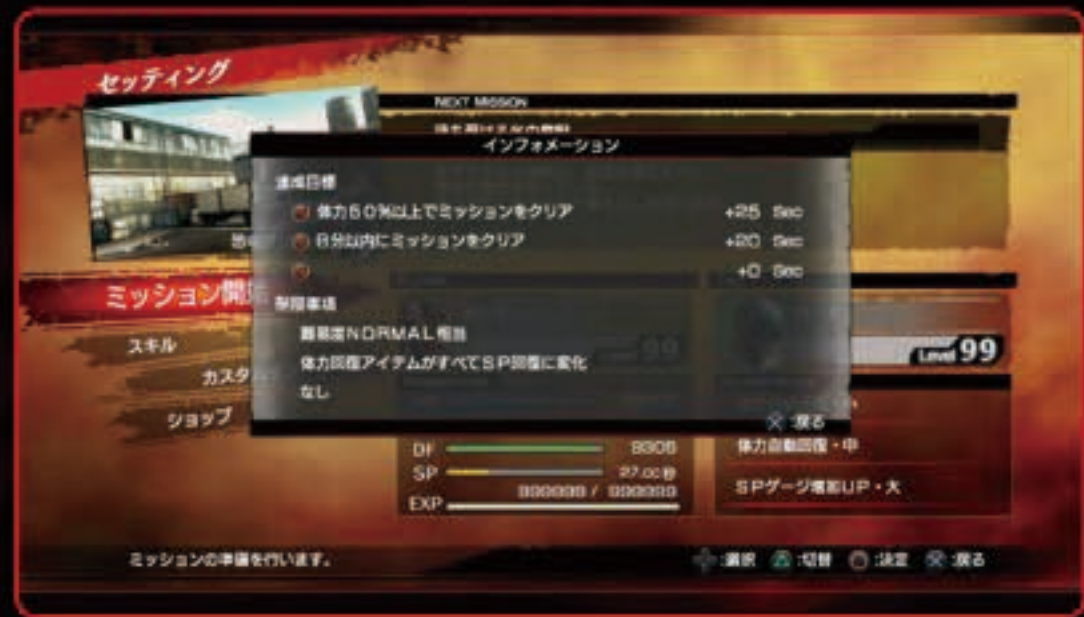 セッティング
NEXT MISSION
インフォメーション
達成目標
体力60%以上でミッションをクリア +25 Sec
8分以内にミッションをクリア +20 Sec
+0 Sec
制限事項
難易度NORMAL相当
体力回復アイテムがすべてSP回復に変化
なし
:戻る
ミッション開
スキル
カスタ
ショップ
Level 99
DF 9306
SP 27.00秒
999999 / 999999
EXP
体力自動回復・中
SPゲージ増加UP・大
ミッションの準備を行います。
:選択 :切替 :決定 :戻る